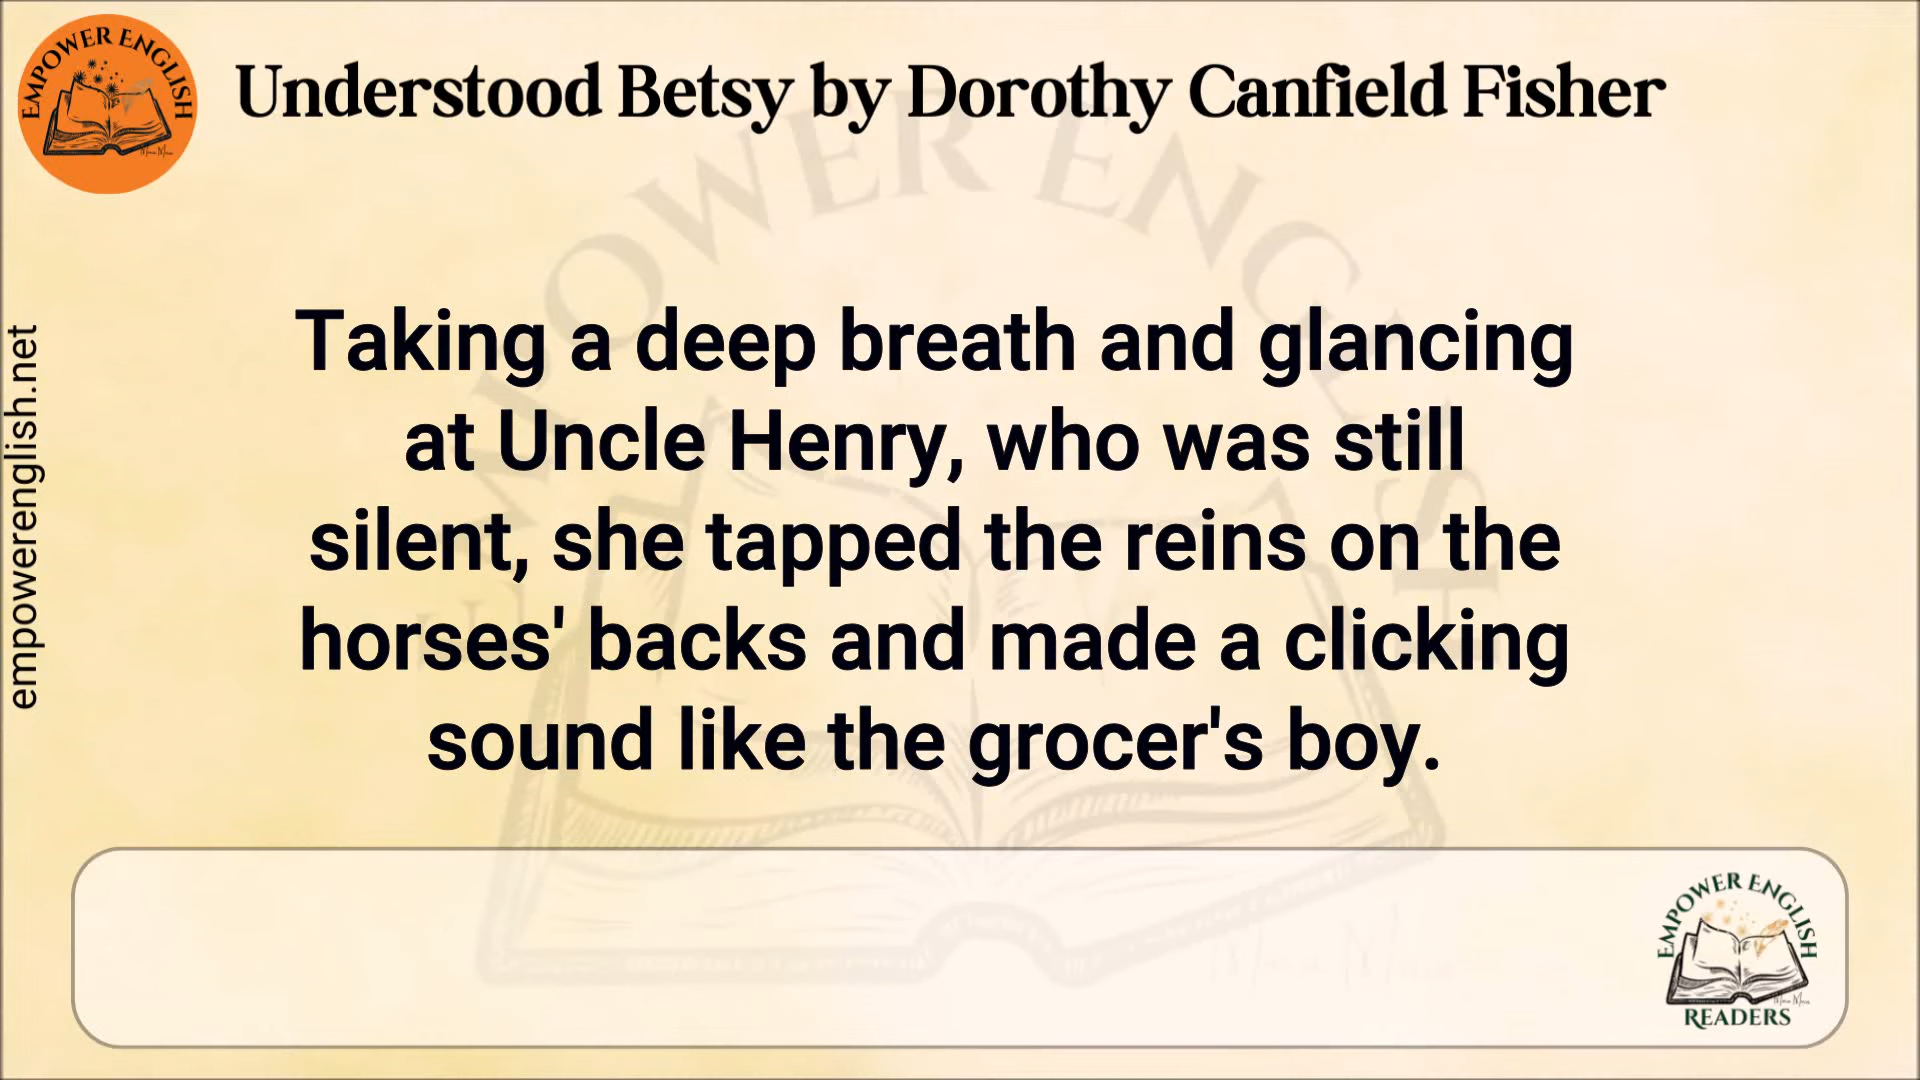 EMPOWER ENGLISH
Understood Betsy by Dorothy Canfield Fisher
empowerenglish.net
EMPOWER ENGLISH
Taking a deep breath and glancing
at Uncle Henry, who was still
silent, she tapped the reins on the
horses' backs and made a clicking
sound like the grocer's boy.
EMPOWER ENGLISH
READERS